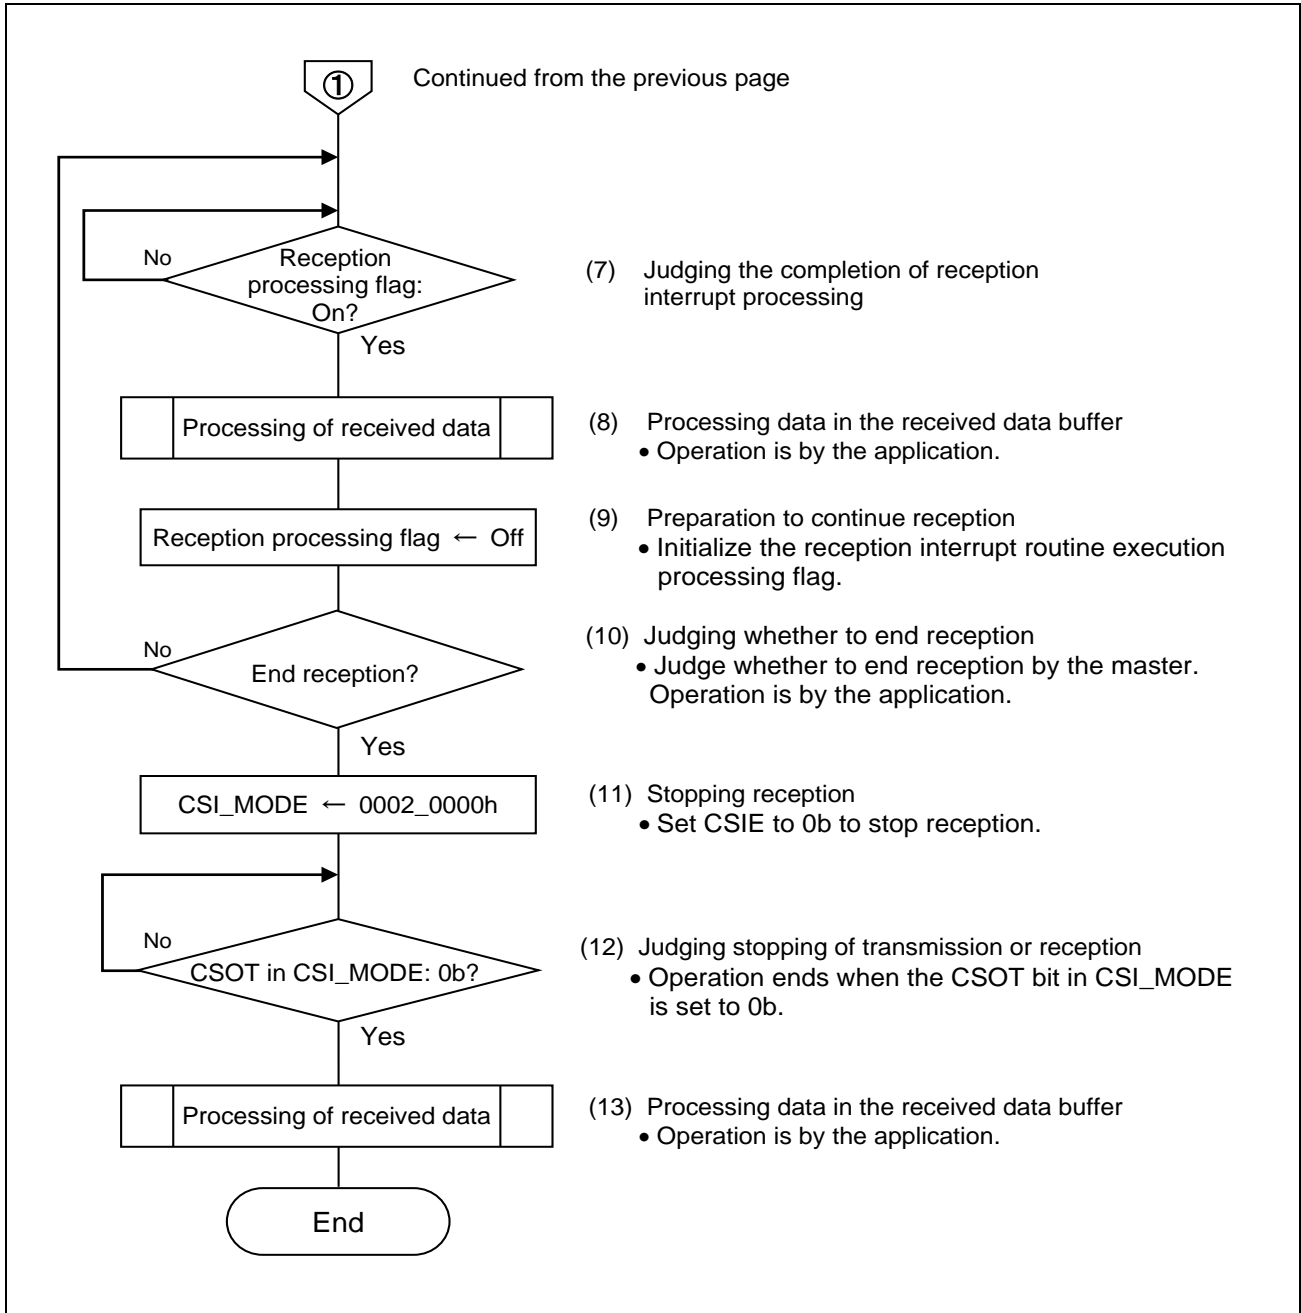 ① Continued from the previous page
No
Reception
processing flag:
On?
Yes
(7) Judging the completion of reception
interrupt processing
Processing of received data
(8) Processing data in the received data buffer
• Operation is by the application.
Reception processing flag ← Off
(9) Preparation to continue reception
• Initialize the reception interrupt routine execution
processing flag.
No
End reception?
Yes
(10) Judging whether to end reception
• Judge whether to end reception by the master.
Operation is by the application.
CSI_MODE ← 0002_0000h
(11) Stopping reception
• Set CSIE to 0b to stop reception.
No
CSOT in CSI_MODE: 0b?
Yes
(12) Judging stopping of transmission or reception
• Operation ends when the CSOT bit in CSI_MODE
is set to 0b.
Processing of received data
(13) Processing data in the received data buffer
• Operation is by the application.
End